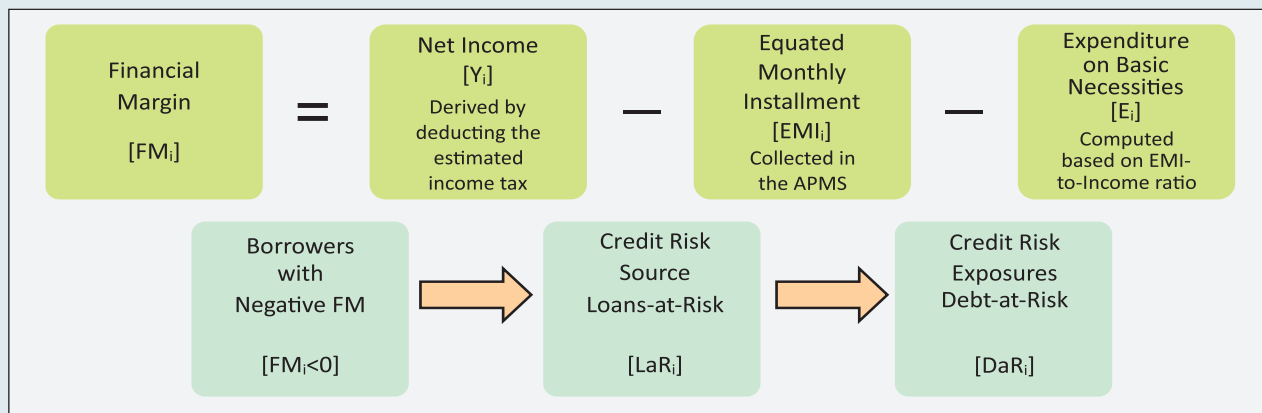 Financial
Margin
[FMᵢ]
=
Net Income
[Yᵢ]
Derived by
deducting the
estimated
income tax
—
Equated
Monthly
Installment
[EMIᵢ]
Collected in
the APMS
—
Expenditure
on Basic
Necessities
[Eᵢ]
Computed
based on EMI-
to-Income ratio
Borrowers
with
Negative FM
[FMᵢ<0]
Credit Risk
Source
Loans-at-Risk
[LaRᵢ]
Credit Risk
Exposures
Debt-at-Risk
[DaRᵢ]